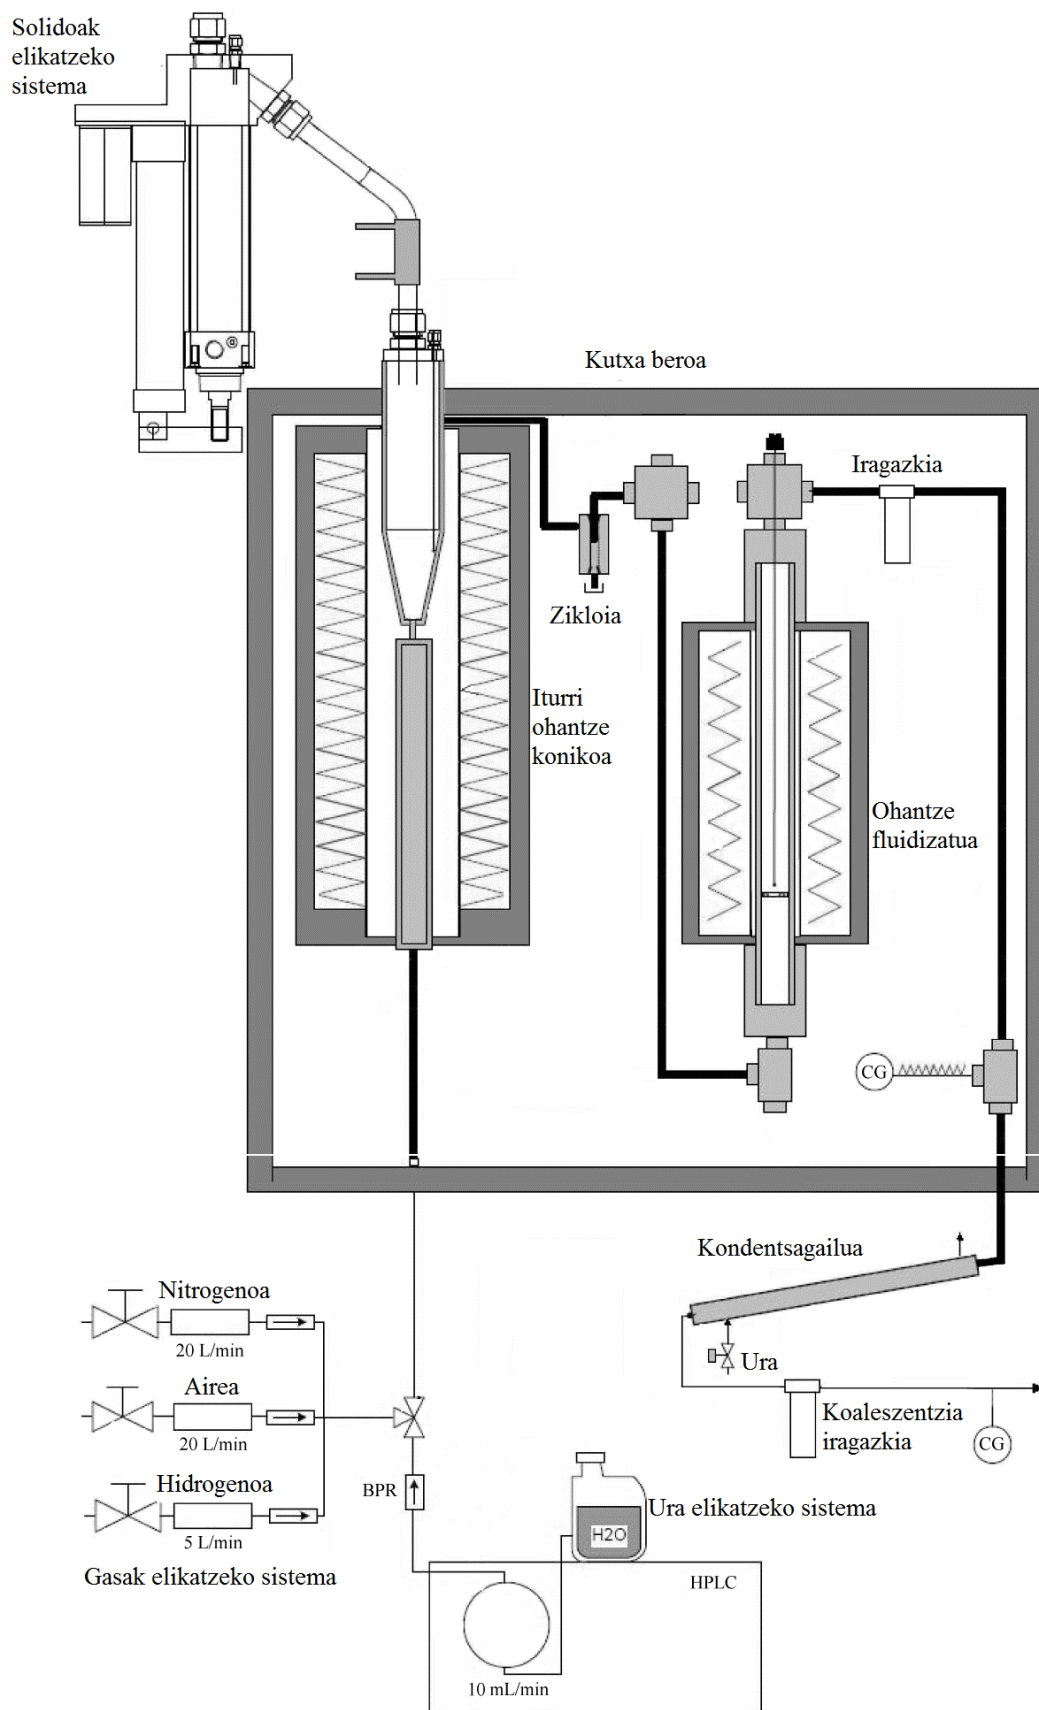 Solidoak
elikatzeko
sistema
Kutxa beroa
Iragazkia
Zikloia
Iturri
ohantze
konikoa
Ohantze
fluidizatua
CG
Kondentsagailua
Nitrogenoa
20 L/min
Ura
Airea
20 L/min
Koaleszentzia
iragazkia
CG
Hidrogenoa
5 L/min
BPR
Ura elikatzeko sistema
H2O
Gasak elikatzeko sistema
HPLC
10 mL/min